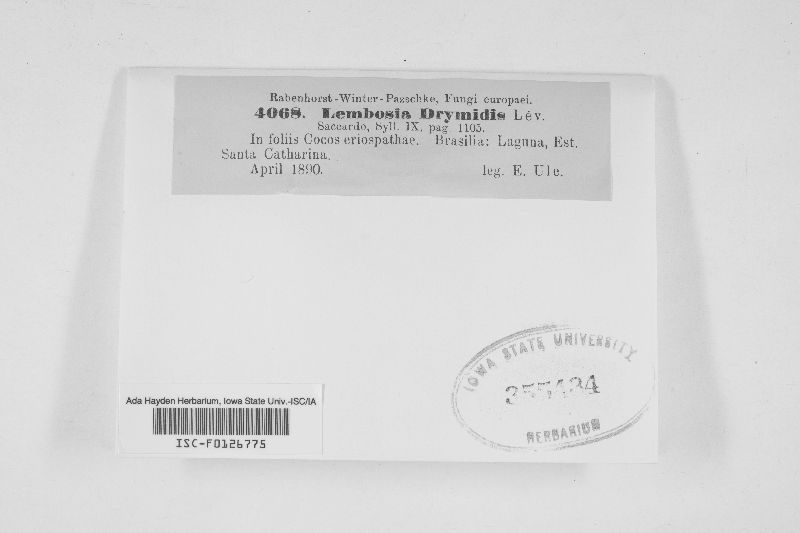 Rabenhorst-Winter-Pazschke, Fungi europaei.
4068. Lembosia Drymidis Lév.
Saccardo, Syll. IX. pag. 1105.
In foliis Cocos eriospathae. Brasilia: Laguna, Est.
Santa Catharina.
April 1890. leg. E. Ule.
IOWA STATE UNIVERSITY
355434
HERBARIUM
Ada Hayden Herbarium, Iowa State Univ.-ISC/IA
ISC-F0126775